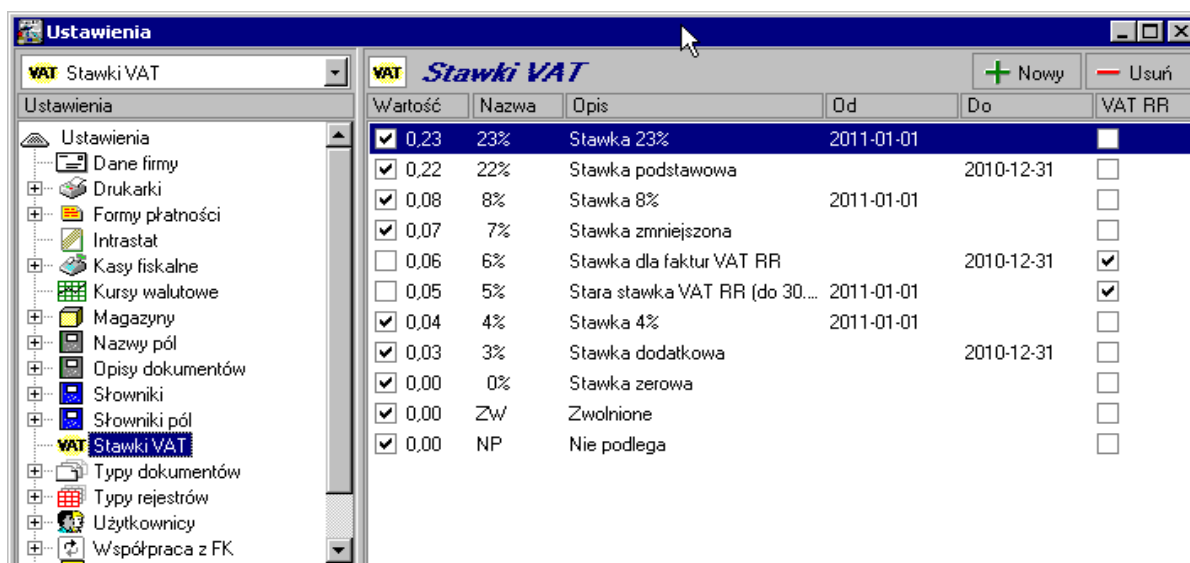 Ustawienia
VAT Stawki VAT
VAT Stawki VAT Nowy Usuń
Ustawienia
Wartość Nazwa Opis Od Do VAT RR
Ustawienia
Dane firmy
Drukarki
Formy płatności
Intrastat
Kasy fiskalne
Kursy walutowe
Magazyny
Nazwy pól
Opisy dokumentów
Słowniki
Słowniki pól
VAT Stawki VAT
Typy dokumentów
Typy rejestrów
Użytkownicy
Współpraca z FK
0,23 23% Stawka 23% 2011-01-01
0,22 22% Stawka podstawowa 2010-12-31
0,08 8% Stawka 8% 2011-01-01
0,07 7% Stawka zmniejszona
0,06 6% Stawka dla faktur VAT RR 2010-12-31
0,05 5% Stara stawka VAT RR (do 30.... 2011-01-01
0,04 4% Stawka 4% 2011-01-01
0,03 3% Stawka dodatkowa 2010-12-31
0,00 0% Stawka zerowa
0,00 ZW Zwolnione
0,00 NP Nie podlega